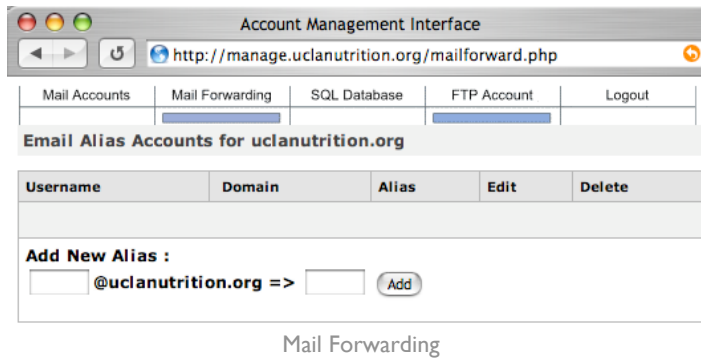 Account Management Interface
http://manage.uclanutrition.org/mailforward.php
Mail Accounts Mail Forwarding SQL Database FTP Account Logout
Email Alias Accounts for uclanutrition.org
Username Domain Alias Edit Delete
Add New Alias :
@uclanutrition.org => Add
Mail Forwarding